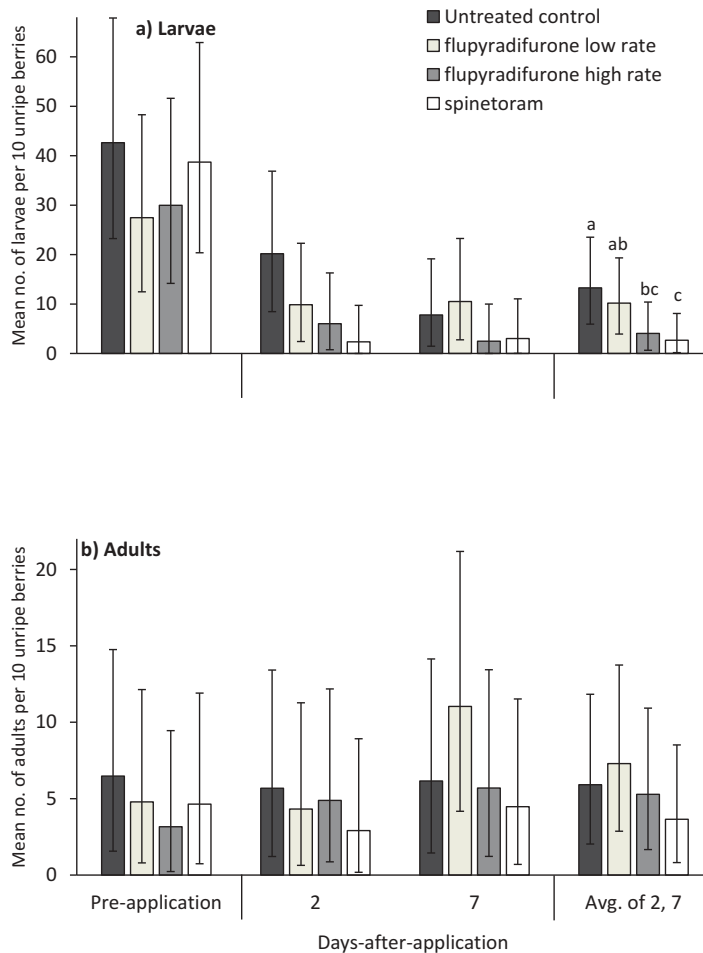 a) Larvae
Untreated control
flupyradifurone low rate
flupyradifurone high rate
spinetoram
Mean no. of larvae per 10 unripe berries
60
50
40
30
20
10
0
a
ab
bc
c
b) Adults
Mean no. of adults per 10 unripe berries
20
15
10
5
0
Pre-application 2 7 Avg. of 2, 7
Days-after-application